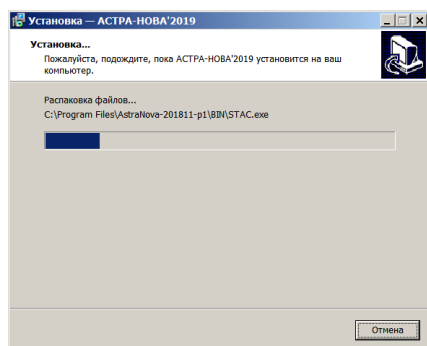 Установка — АСТРА-НОВА'2019
Установка...
Пожалуйста, подождите, пока АСТРА-НОВА'2019 установится на ваш
компьютер.
Распаковка файлов...
C:\Program Files\AstraNova-201811-p1\BIN\STAC.exe
Отмена